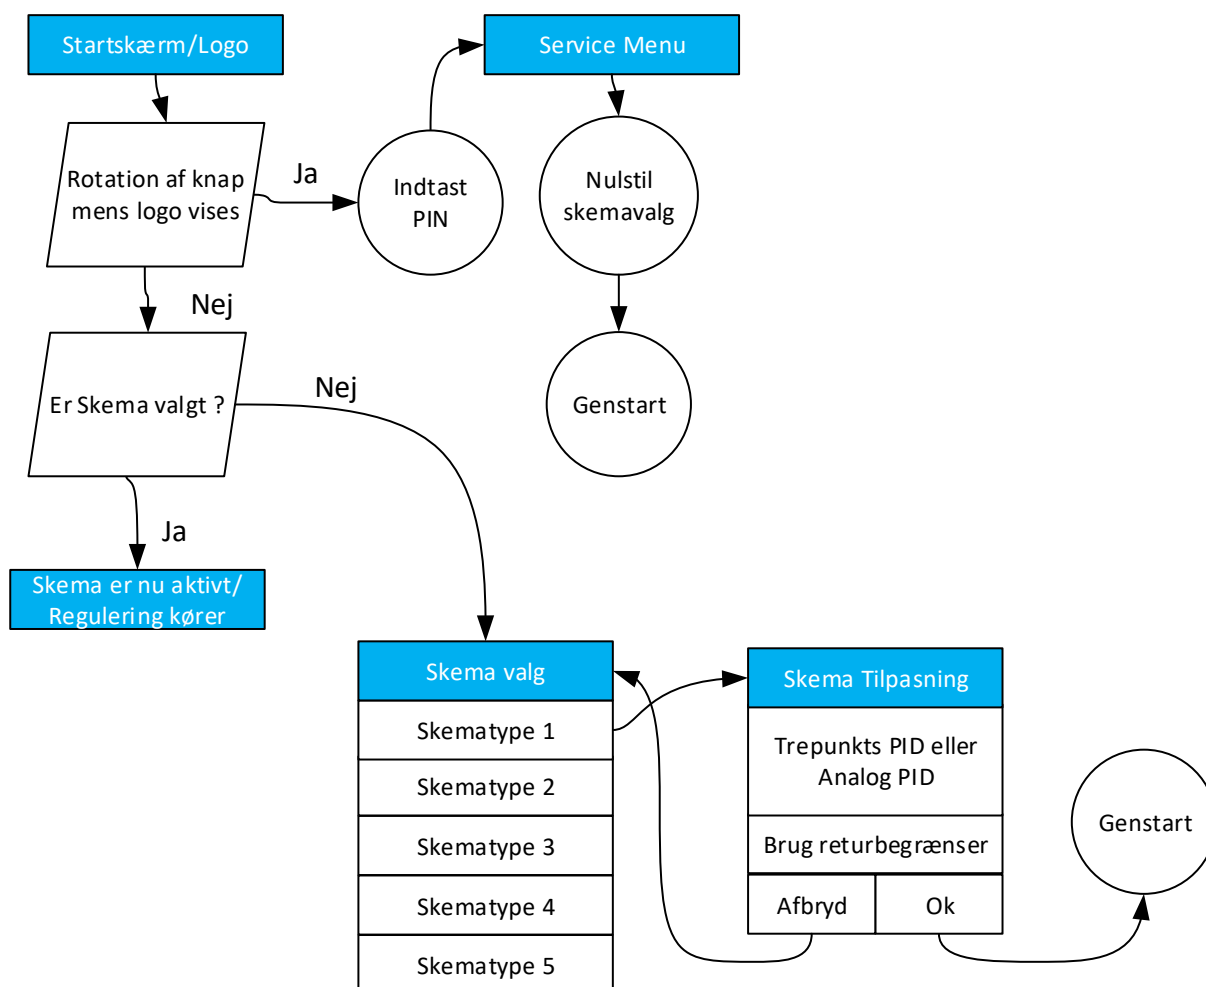 Startskærm/Logo
Service Menu
Rotation af knap
mens logo vises
Ja
Indtast
PIN
Nulstil
skemavalg
Nej
Er Skema valgt ?
Nej
Genstart
Ja
Skema er nu aktivt/
Regulering kører
Skema valg
Skematype 1
Skematype 2
Skematype 3
Skematype 4
Skematype 5
Skema Tilpasning
Trepunkts PID eller
Analog PID
Brug returbegrænser
Afbryd
Ok
Genstart